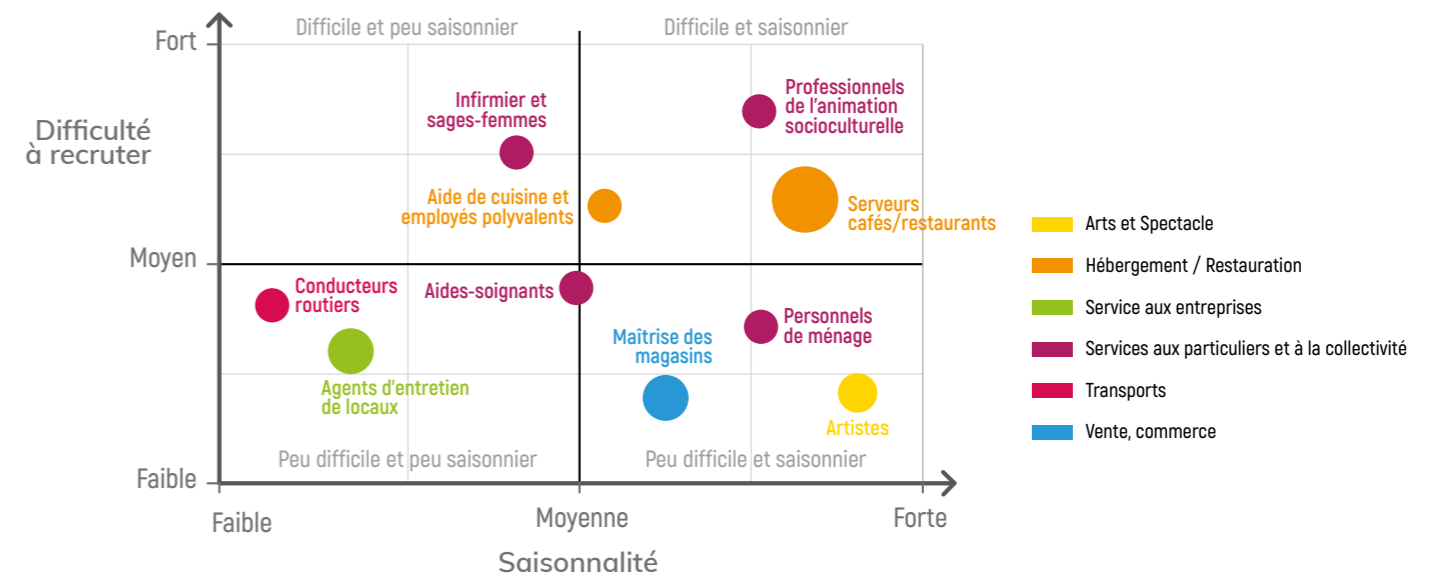 Difficile et peu saisonnier
Difficile et saisonnier
Fort
Difficulté
à recruter
Infirmier et
sages-femmes
Professionnels
de l'animation
socioculturelle
Aide de cuisine et
employés polyvalents
Serveurs
cafés/restaurants
Moyen
Conducteurs
routiers
Aides-soignants
Maîtrise des
magasins
Personnels
de ménage
Agents d'entretien
de locaux
Artistes
Peu difficile et peu saisonnier
Peu difficile et saisonnier
Faible
Faible
Moyenne
Forte
Saisonnalité
Arts et Spectacle
Hébergement / Restauration
Service aux entreprises
Services aux particuliers et à la collectivité
Transports
Vente, commerce